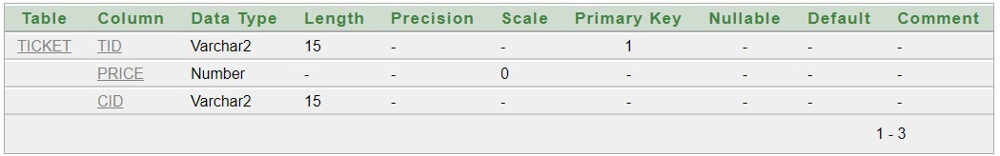 Table Column Data Type Length Precision Scale Primary Key Nullable Default Comment
TICKET TID Varchar2 15 - - 1 - - -
PRICE Number - - 0 - - - -
CID Varchar2 15 - - - - - -
1 - 3